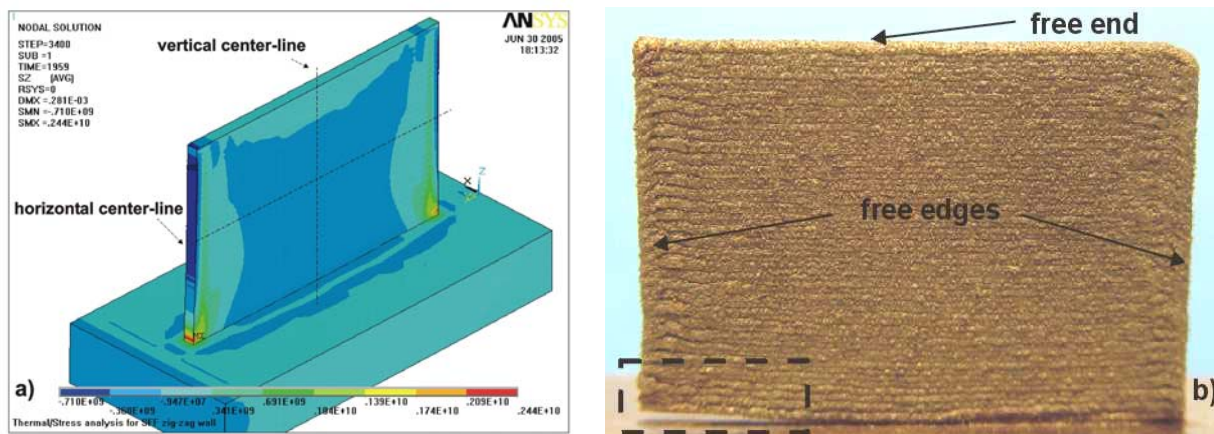 1
NODAL SOLUTION
STEP=3400
SUB =1
TIME=1959
SZ (AVG)
RSYS=0
DMX =.281E-03
SMN =-.710E+09
SMX =.244E+10
ANSYS
JUN 30 2005
18:13:32
vertical center-line
horizontal center-line
X
Z
a)
-.710E+09
-.360E+09
-.947E+07
.341E+09
.691E+09
.104E+10
.139E+10
.174E+10
.209E+10
.244E+10
Thermal/Stress analysis for SFF zig-zag wall
free end
free edges
b)